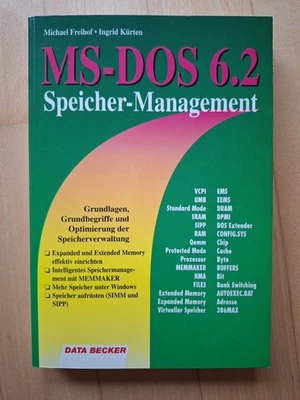 Michael Freihof • Ingrid Kürten
MS-DOS 6.2
Speicher-Management
Grundlagen,
Grundbegriffe und
Optimierung der
Speicherverwaltung
❑ Expanded und Extended Memory
effektiv einrichten
❑ Intelligentes Speichermanage-
ment mit MEMMAKER
❑ Mehr Speicher unter Windows
❑ Speicher aufrüsten (SIMM und
SIPP)
VCPI EMS
UMB EEMS
Standard Mode DRAM
SRAM DPMI
SIPP DOS Extender
RAM CONFIG.SYS
Qemm Chip
Protected Mode Cache
Prozessor Byte
MEMMAKER BUFFERS
HMA Bit
FILES Bank Switching
Extended Memory AUTOEXEC.BAT
Expanded Memory Adresse
Virtueller Speicher 386MAX
DATA BECKER